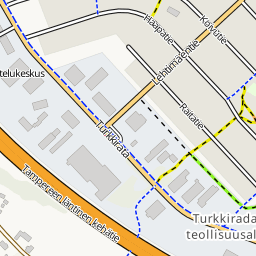 Koivutie
Haapatie
Lehtimäentie
telukeskus
Raitatie
Turkkirata
Tampereen läntinen kehätie
Turkkirada
teollisuusal